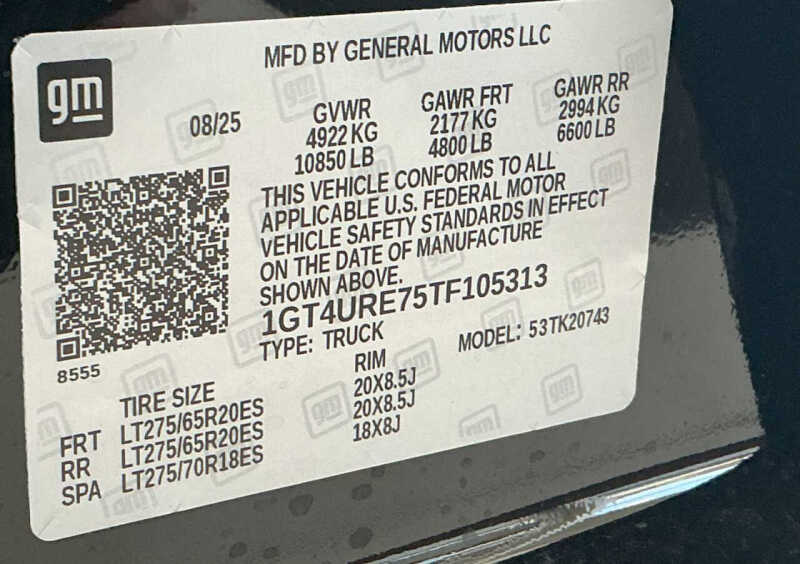 MFD BY GENERAL MOTORS LLC
gm
08/25
GVWR GAWR FRT GAWR RR
4922 KG 2177 KG 2994 KG
10850 LB 4800 LB 6600 LB
THIS VEHICLE CONFORMS TO ALL
APPLICABLE U.S. FEDERAL MOTOR
VEHICLE SAFETY STANDARDS IN EFFECT
ON THE DATE OF MANUFACTURE
SHOWN ABOVE.
1GT4URE75TF105313
TYPE: TRUCK MODEL: 53TK20743
8555
TIRE SIZE RIM
FRT LT275/65R20ES 20X8.5J
RR LT275/65R20ES 20X8.5J
SPA LT275/70R18ES 18X8J